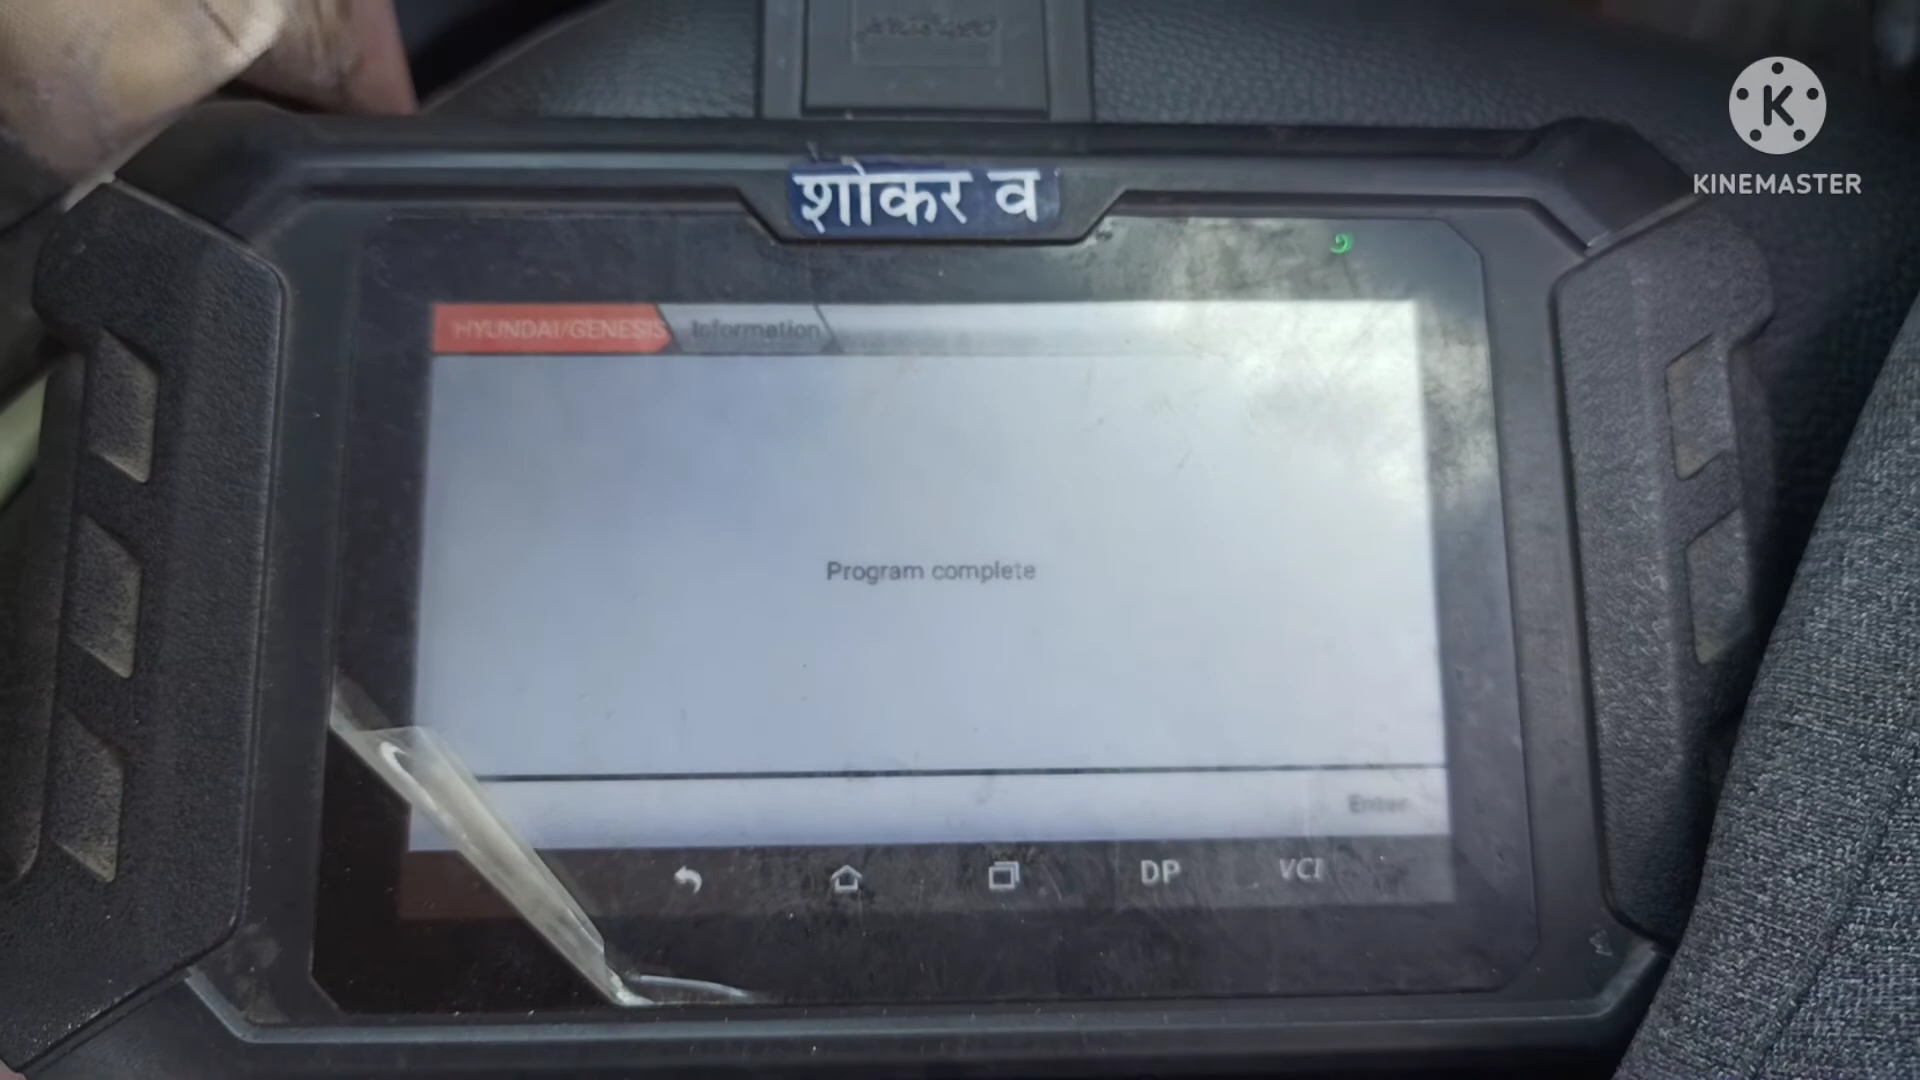 K
KINEMASTER
शोकर व
HYUNDAI/GENESIS
Information
Program complete
Enter
DP
VCI